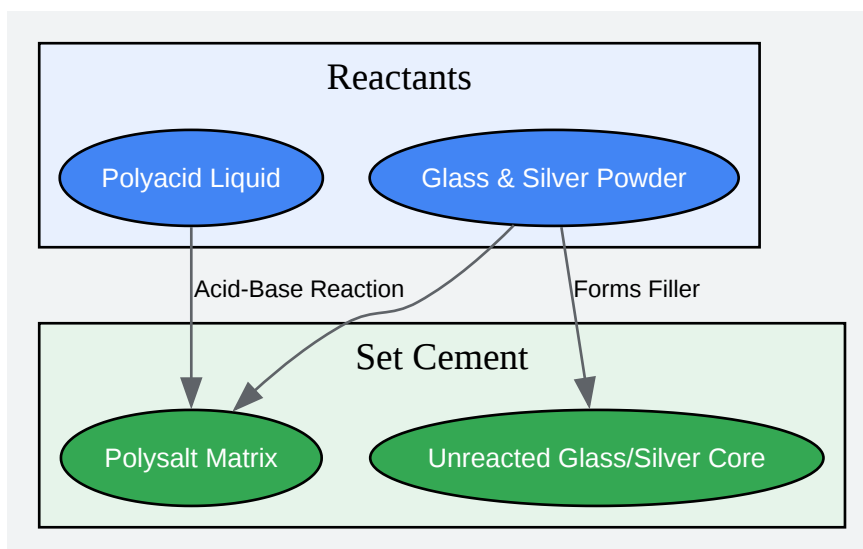 Reactants
Polyacid Liquid
Glass & Silver Powder
Acid-Base Reaction
Forms Filler
Set Cement
Polysalt Matrix
Unreacted Glass/Silver Core